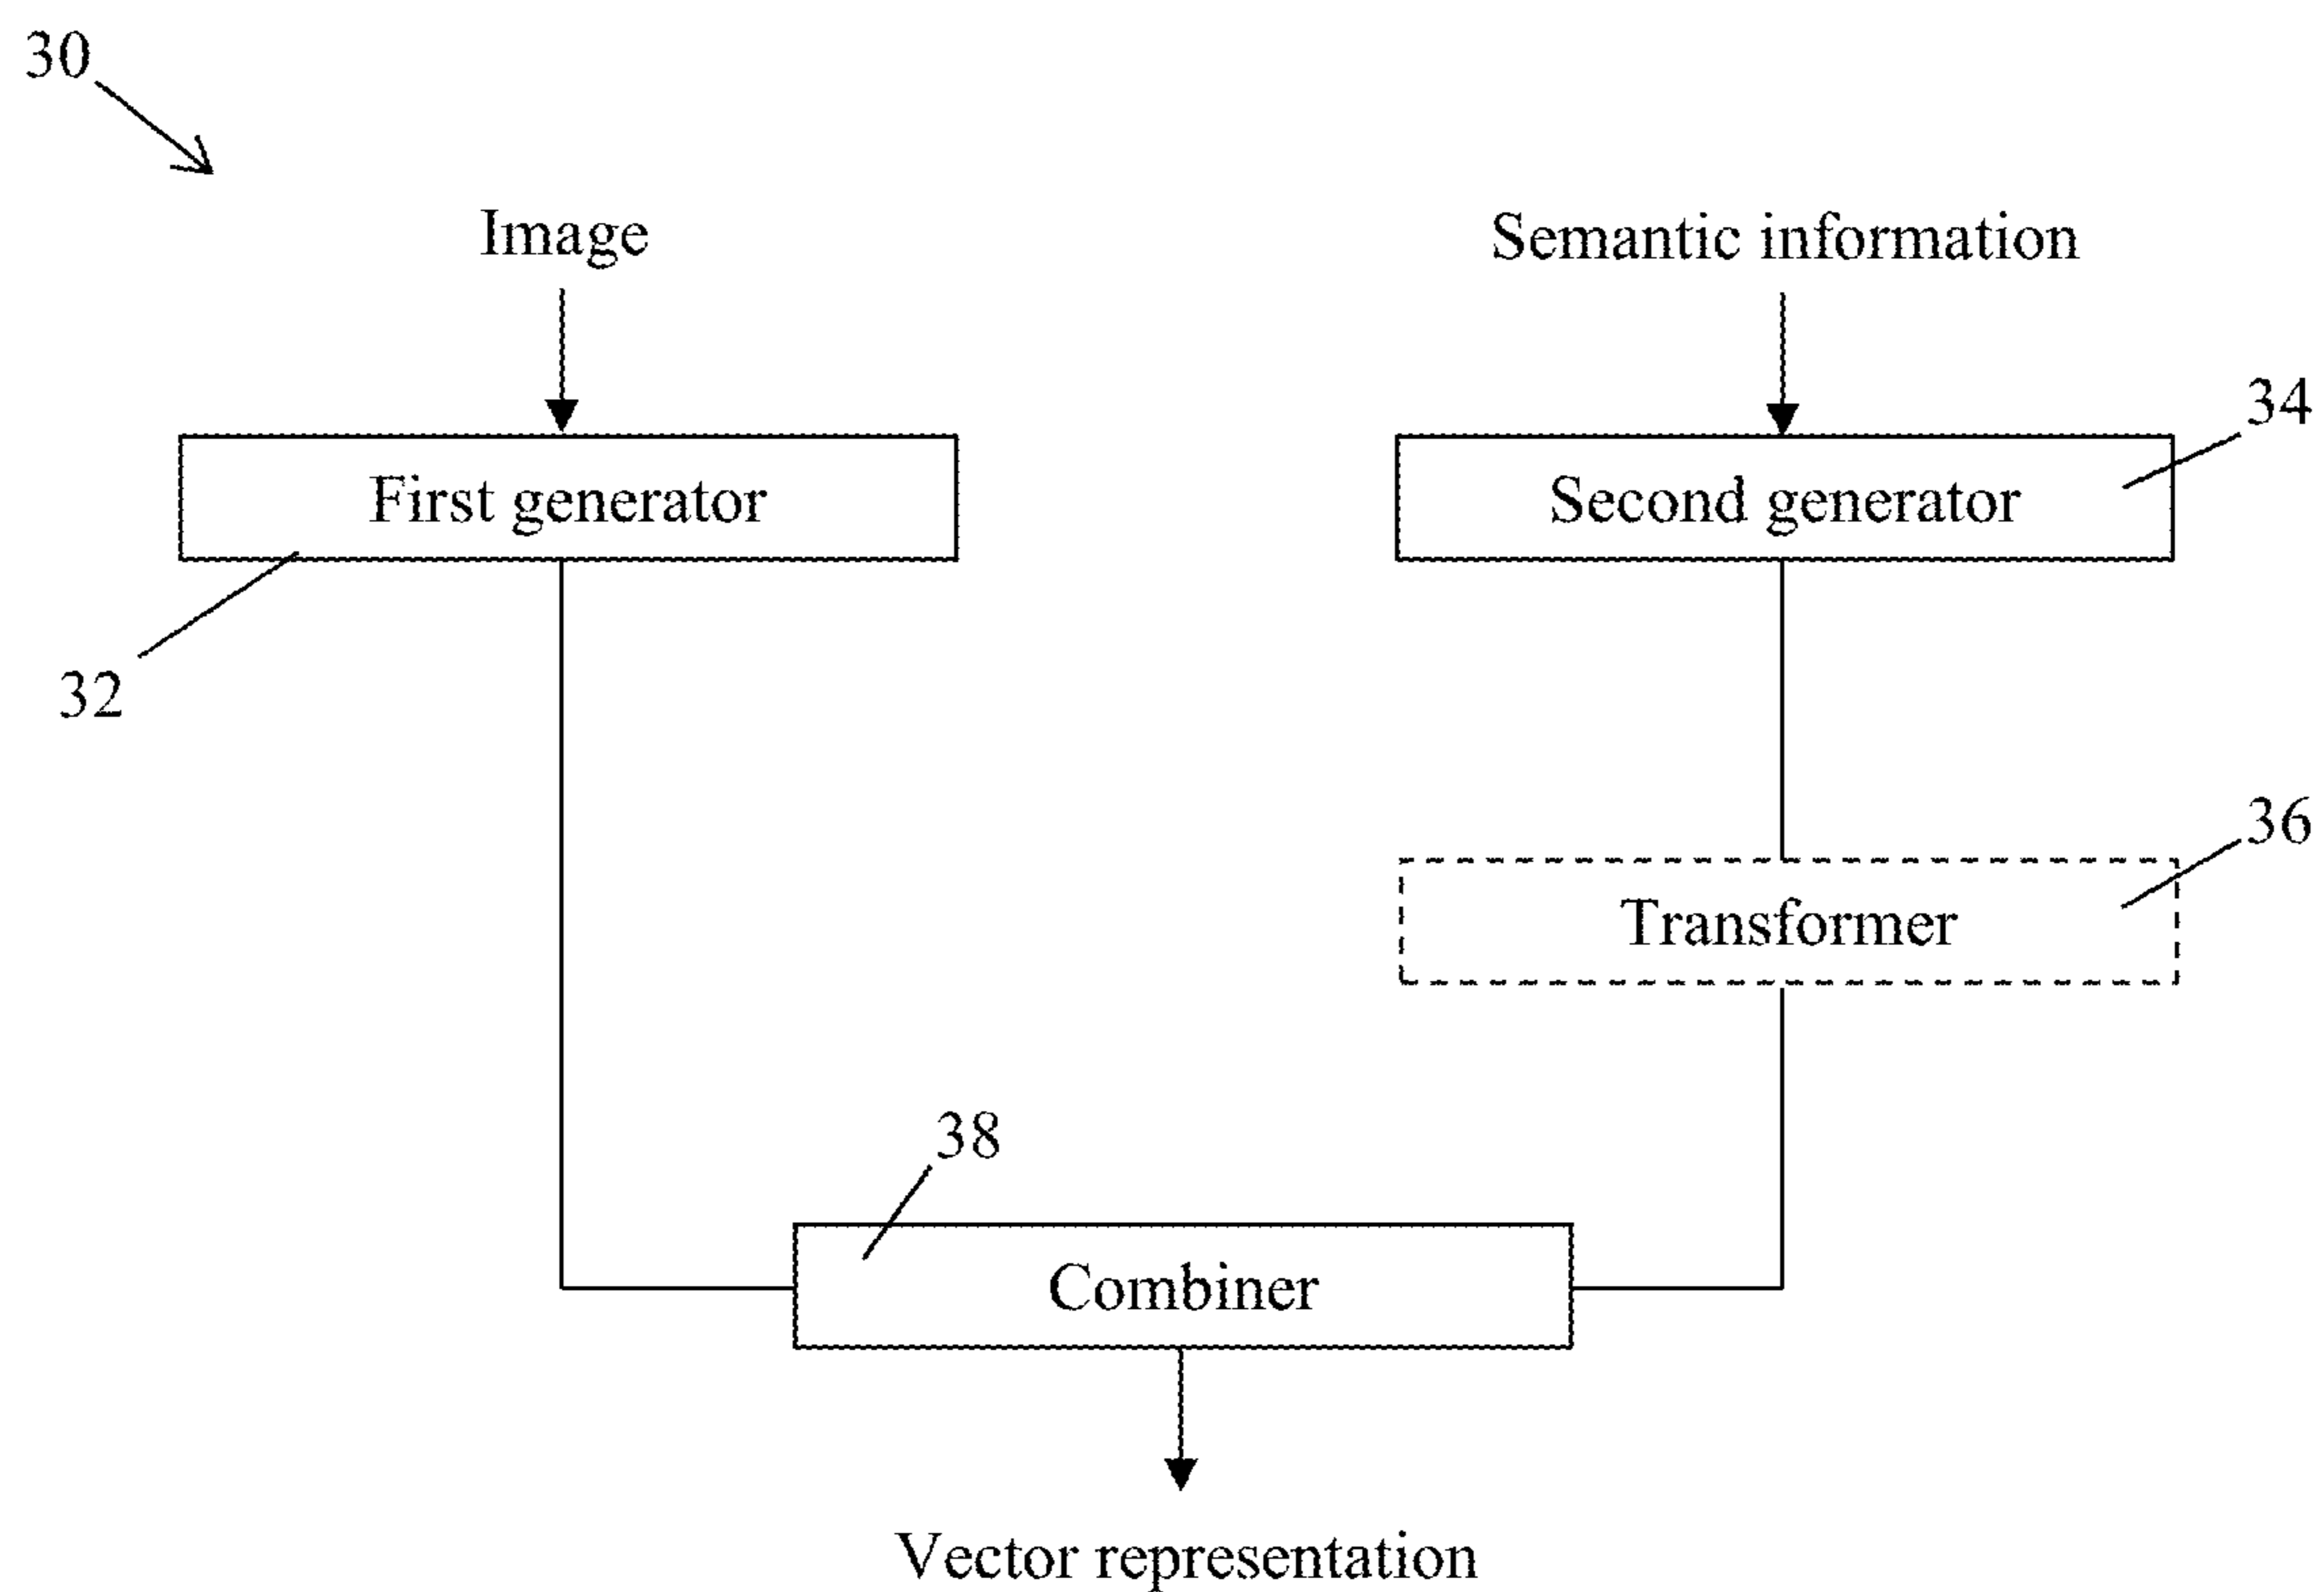 30
Image
Semantic information
34
First generator
Second generator
32
36
Transformer
38
Combiner
Vector representation